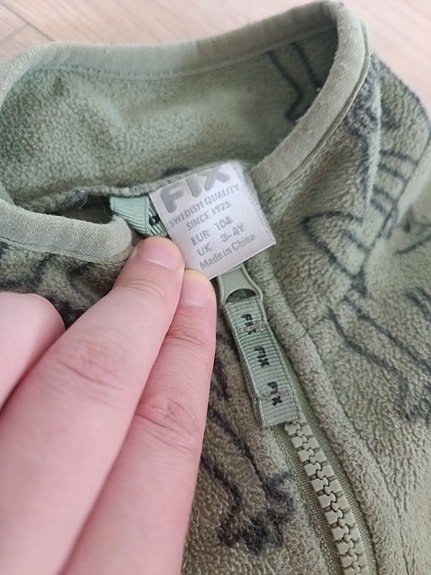 FIX
SWEDISH QUALITY
SINCE 1925
EUR 104
UK 3-4Y
Made in China
FIX FIX FIX